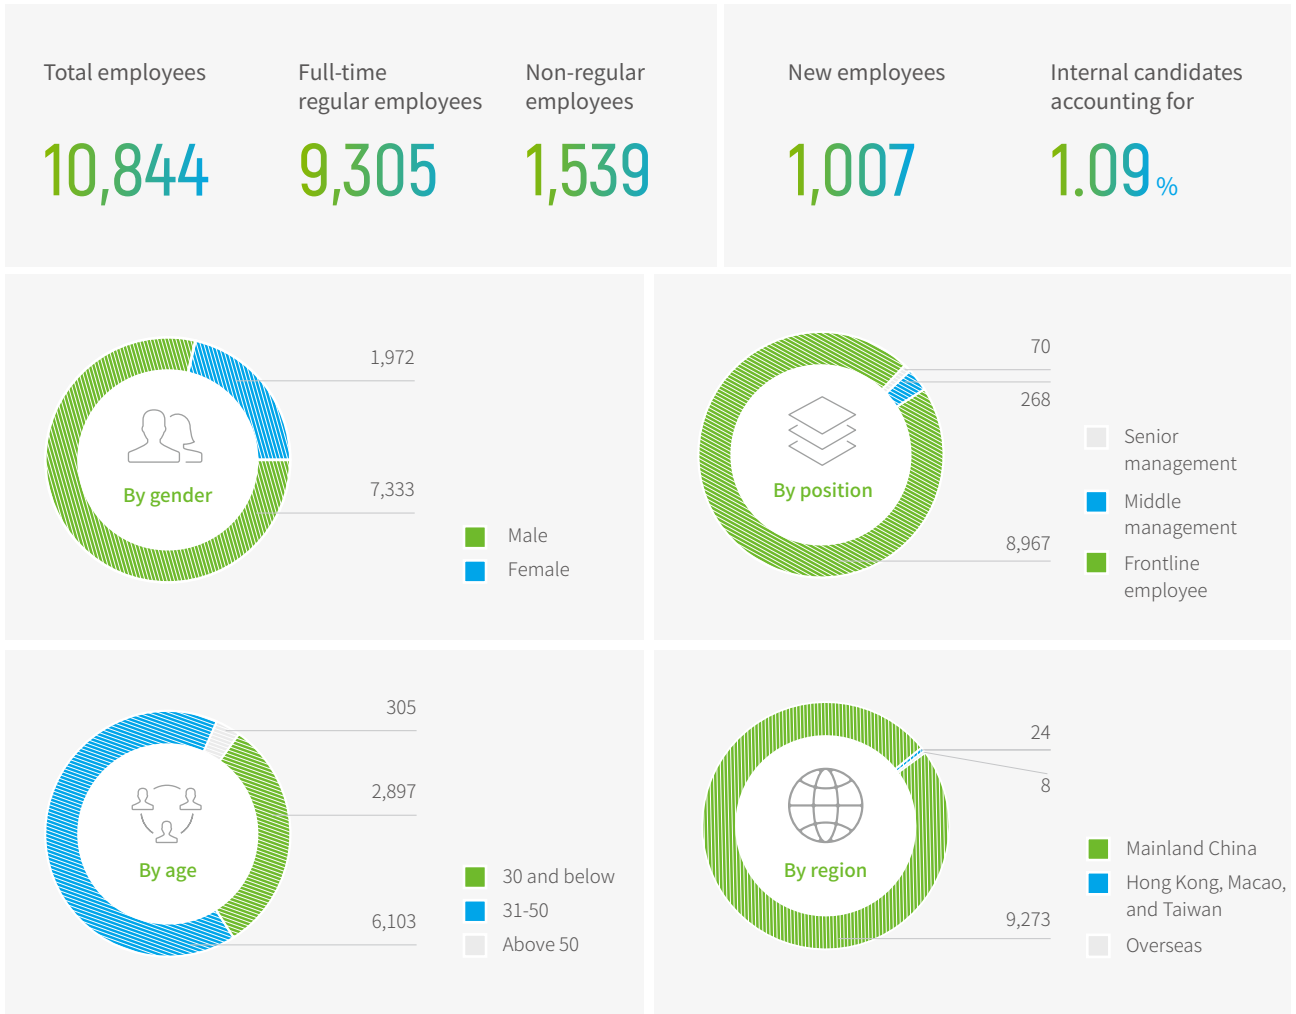 Total employees
10,844
Full-time
regular employees
9,305
Non-regular
employees
1,539
New employees
1,007
Internal candidates
accounting for
1.09 %
By gender
1,972
7,333
Male
Female
By position
70
268
8,967
Senior
management
Middle
management
Frontline
employee
By age
305
2,897
6,103
30 and below
31-50
Above 50
By region
24
8
9,273
Mainland China
Hong Kong, Macao,
and Taiwan
Overseas